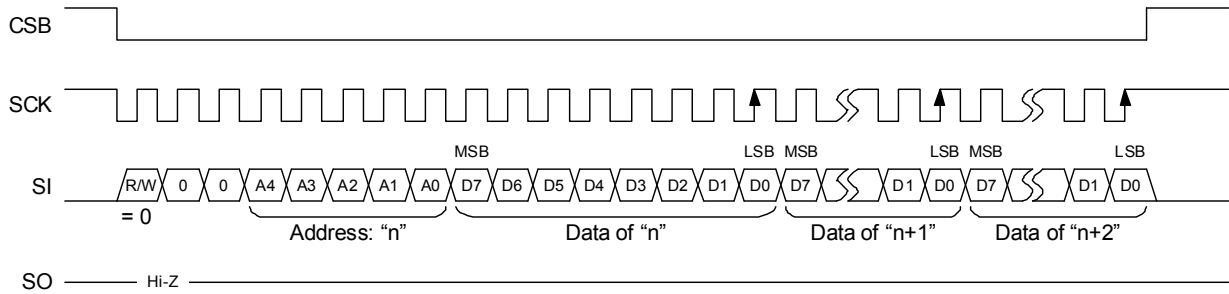 CSB
SCK
MSB LSB MSB LSB MSB LSB
SI R/W 0 0 A4 A3 A2 A1 A0 D7 D6 D5 D4 D3 D2 D1 D0 D7 D1 D0 D7 D1 D0
= 0
Address: “n” Data of “n” Data of “n+1” Data of “n+2”
SO Hi-Z